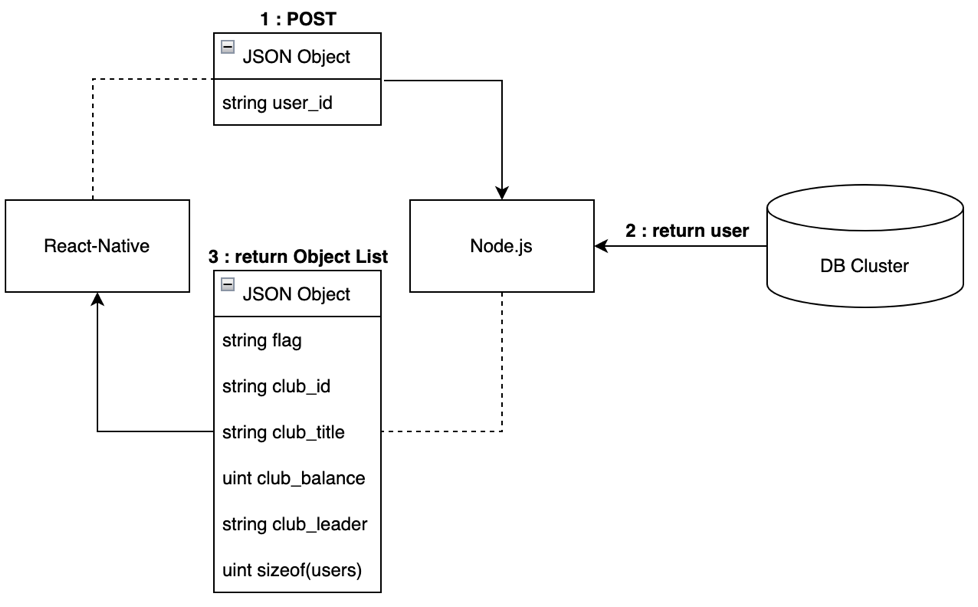 1 : POST
JSON Object
string user_id
React-Native
Node.js
2 : return user
DB Cluster
3 : return Object List
JSON Object
string flag
string club_id
string club_title
uint club_balance
string club_leader
uint sizeof(users)